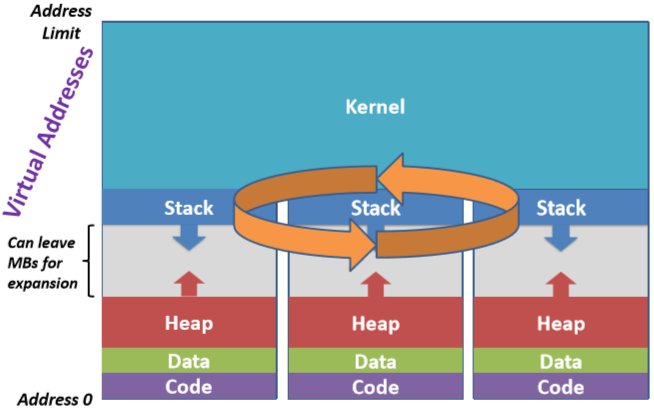 Address
Limit
Virtual Addresses
Kernel
Stack
Stack
Stack
Can leave
MBs for
expansion
Heap
Heap
Heap
Data
Data
Data
Code
Code
Code
Address 0